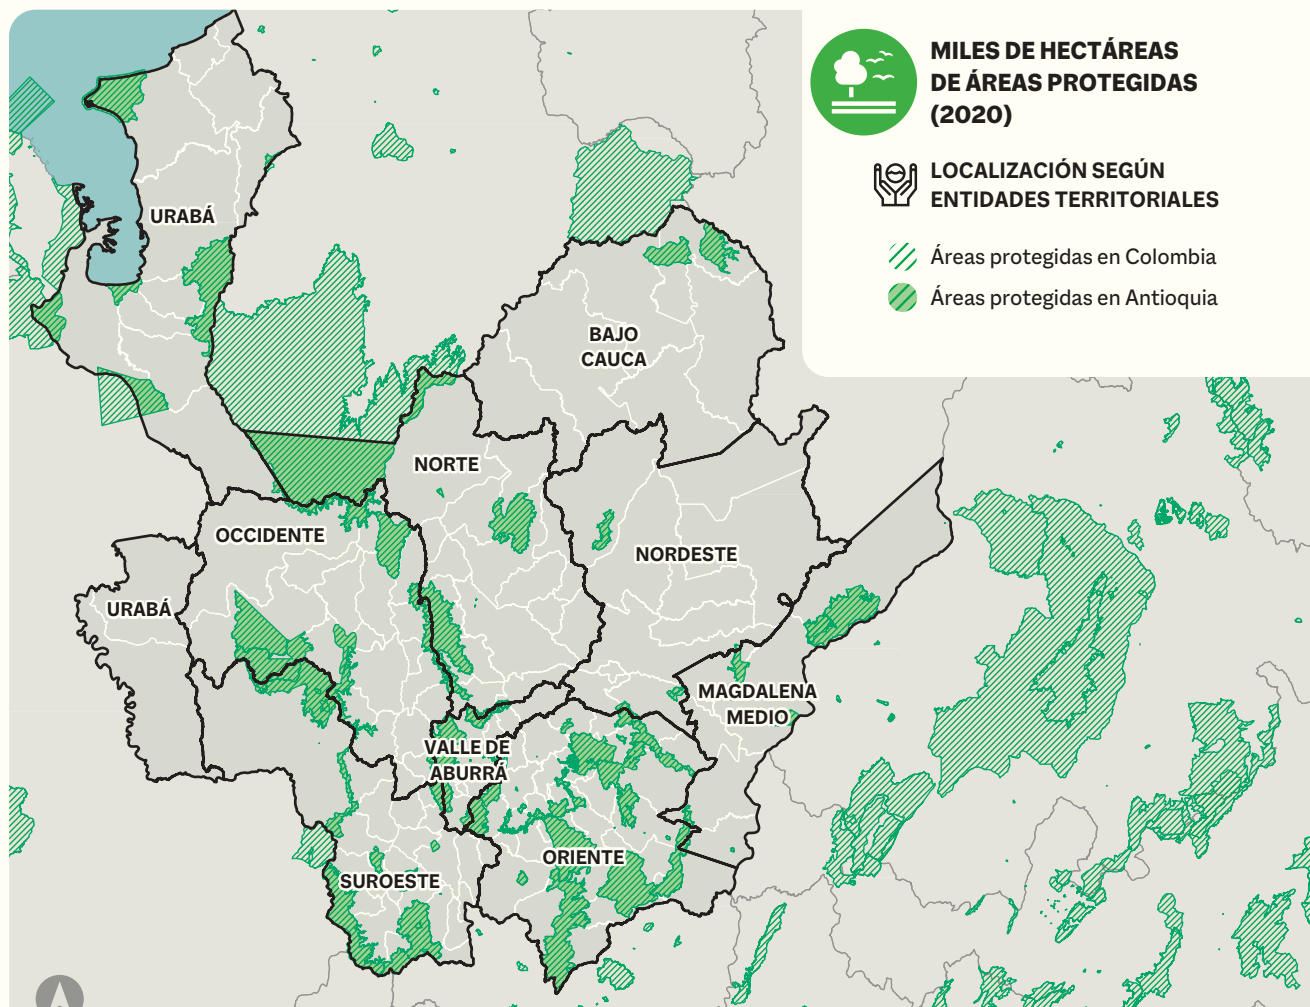 MILES DE HECTÁREAS
DE ÁREAS PROTEGIDAS
(2020)
LOCALIZACIÓN SEGÚN
ENTIDADES TERRITORIALES
Áreas protegidas en Colombia
Áreas protegidas en Antioquia
URABÁ
BAJO
CAUCA
NORTE
OCCIDENTE
NORDESTE
URABÁ
MAGDALENA
MEDIO
VALLE DE
ABURRÁ
ORIENTE
SUROESTE